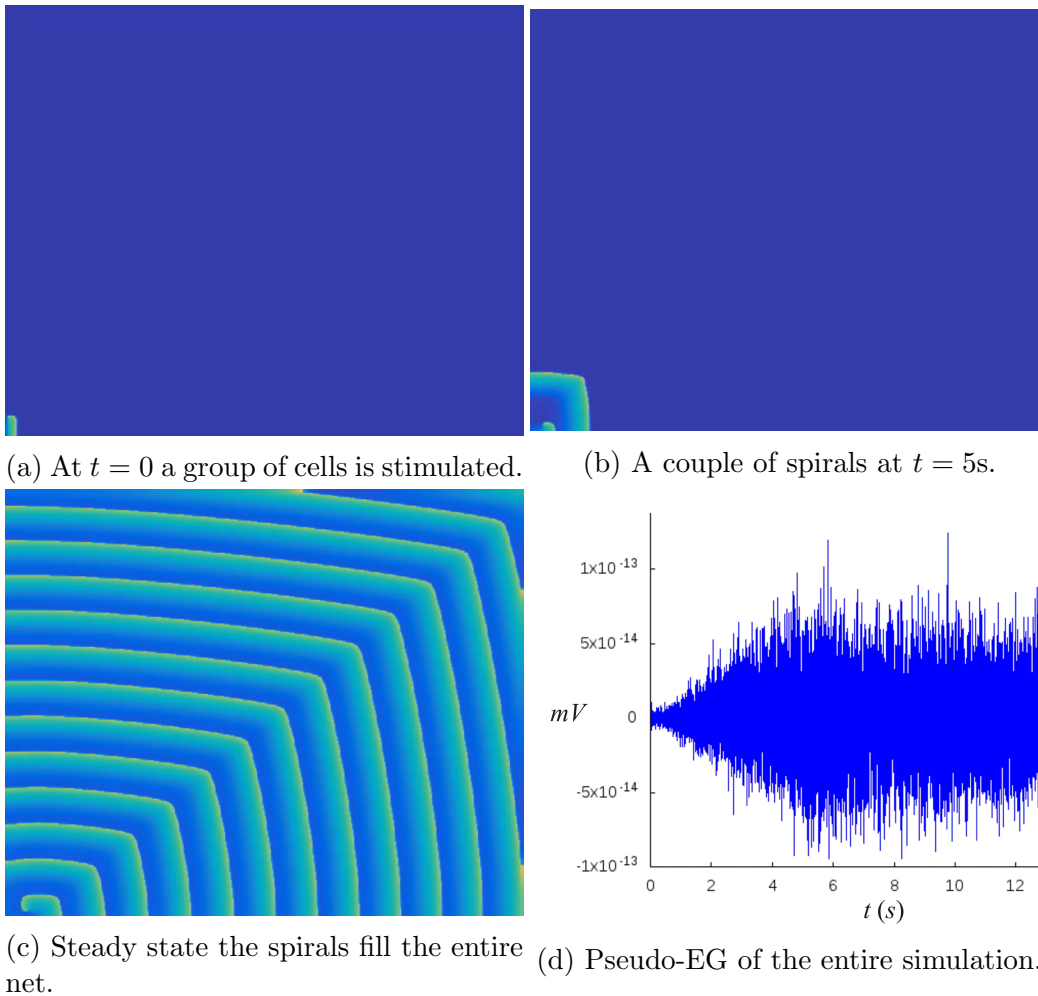 (a) At t = 0 a group of cells is stimulated.
(b) A couple of spirals at t = 5s.
1x10 -13
5x10 -14
mV
0
-5x10 -14
-1x10 -13
0 2 4 6 8 10 12
t (s)
(c) Steady state the spirals fill the entire
net.
(d) Pseudo-EG of the entire simulation.